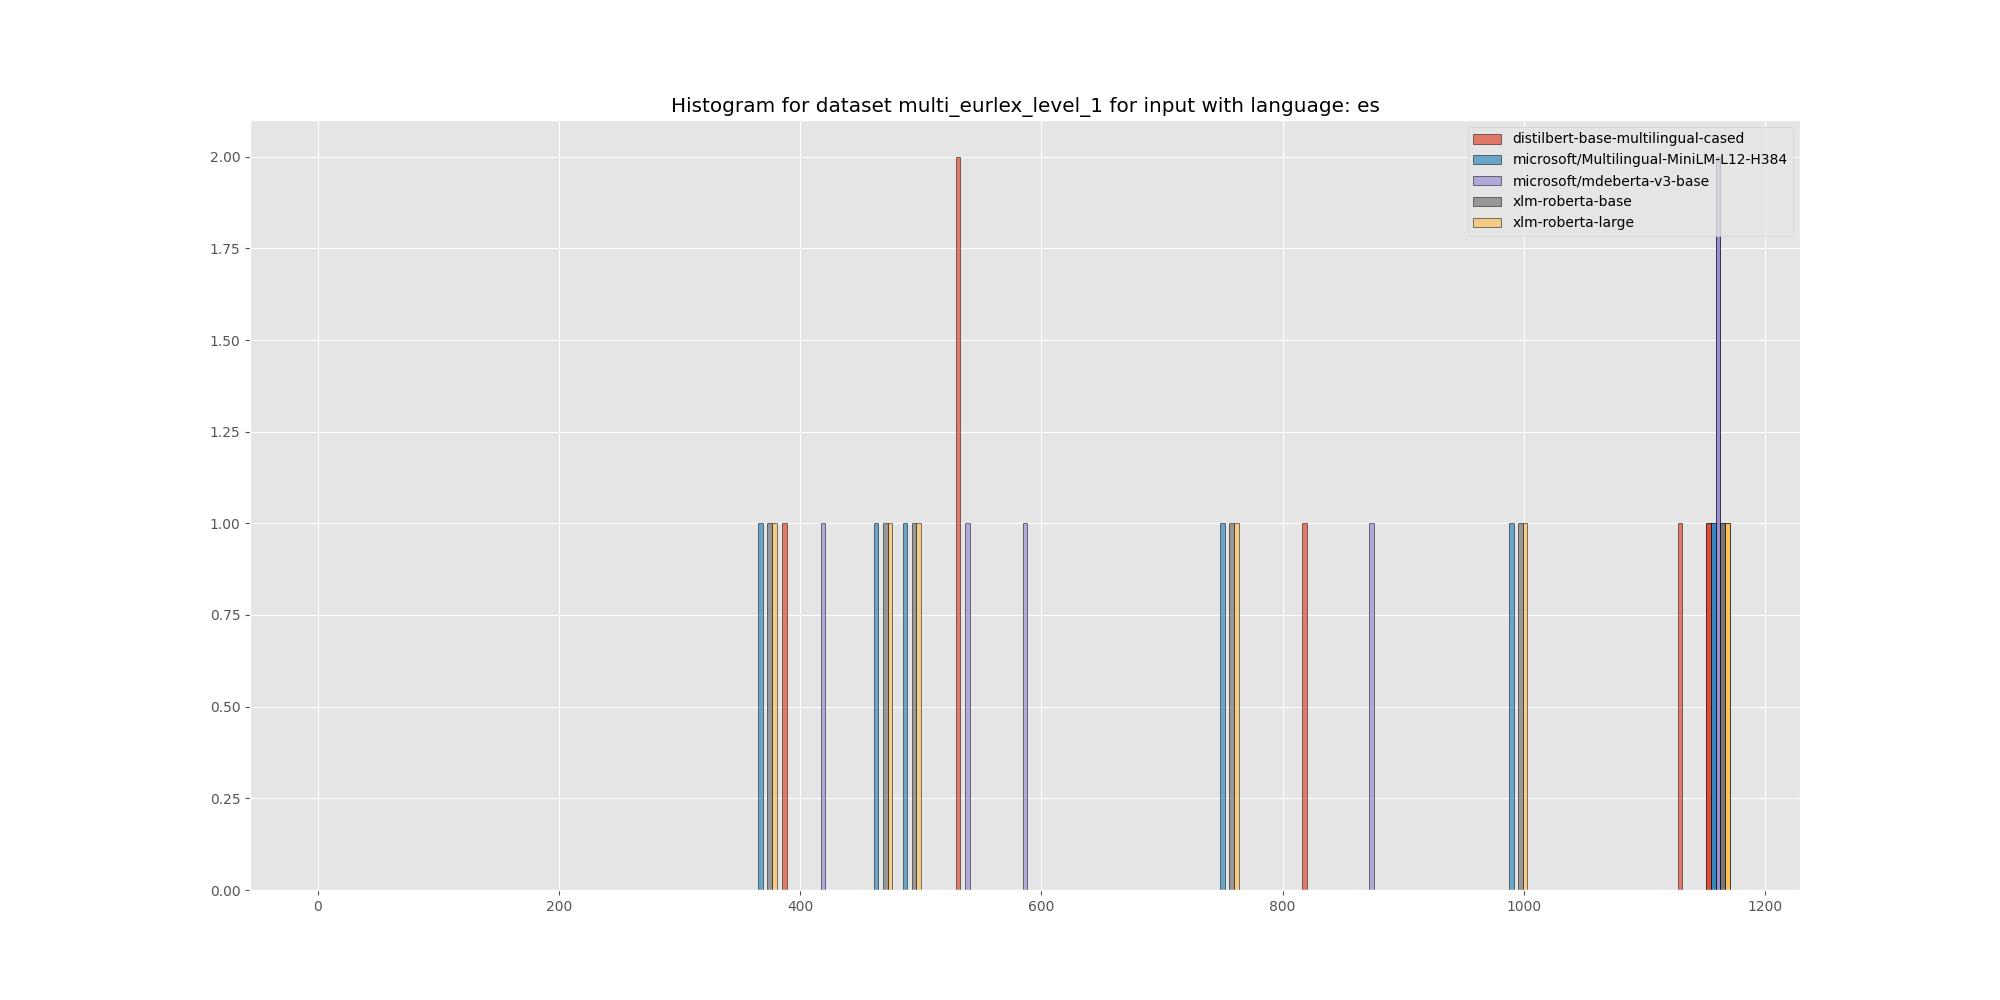 Histogram for dataset multi_eurlex_level_1 for input with language: es
distilbert-base-multilingual-cased
microsoft/Multilingual-MiniLM-L12-H384
microsoft/mdeberta-v3-base
xlm-roberta-base
xlm-roberta-large
2.00
1.75
1.50
1.25
1.00
0.75
0.50
0.25
0.00
0 200 400 600 800 1000 1200